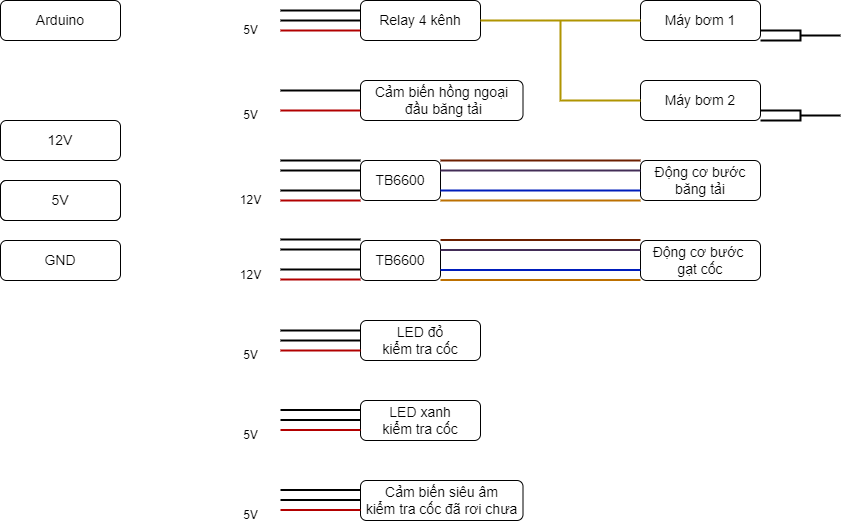 Arduino
5V
Relay 4 kênh
Máy bơm 1
5V
Cảm biến hồng ngoại
đầu băng tải
Máy bơm 2
12V
12V
TB6600
Động cơ bước
băng tải
5V
GND
12V
TB6600
Động cơ bước
gạt cốc
5V
LED đỏ
kiểm tra cốc
5V
LED xanh
kiểm tra cốc
5V
Cảm biến siêu âm
kiểm tra cốc đã rơi chưa